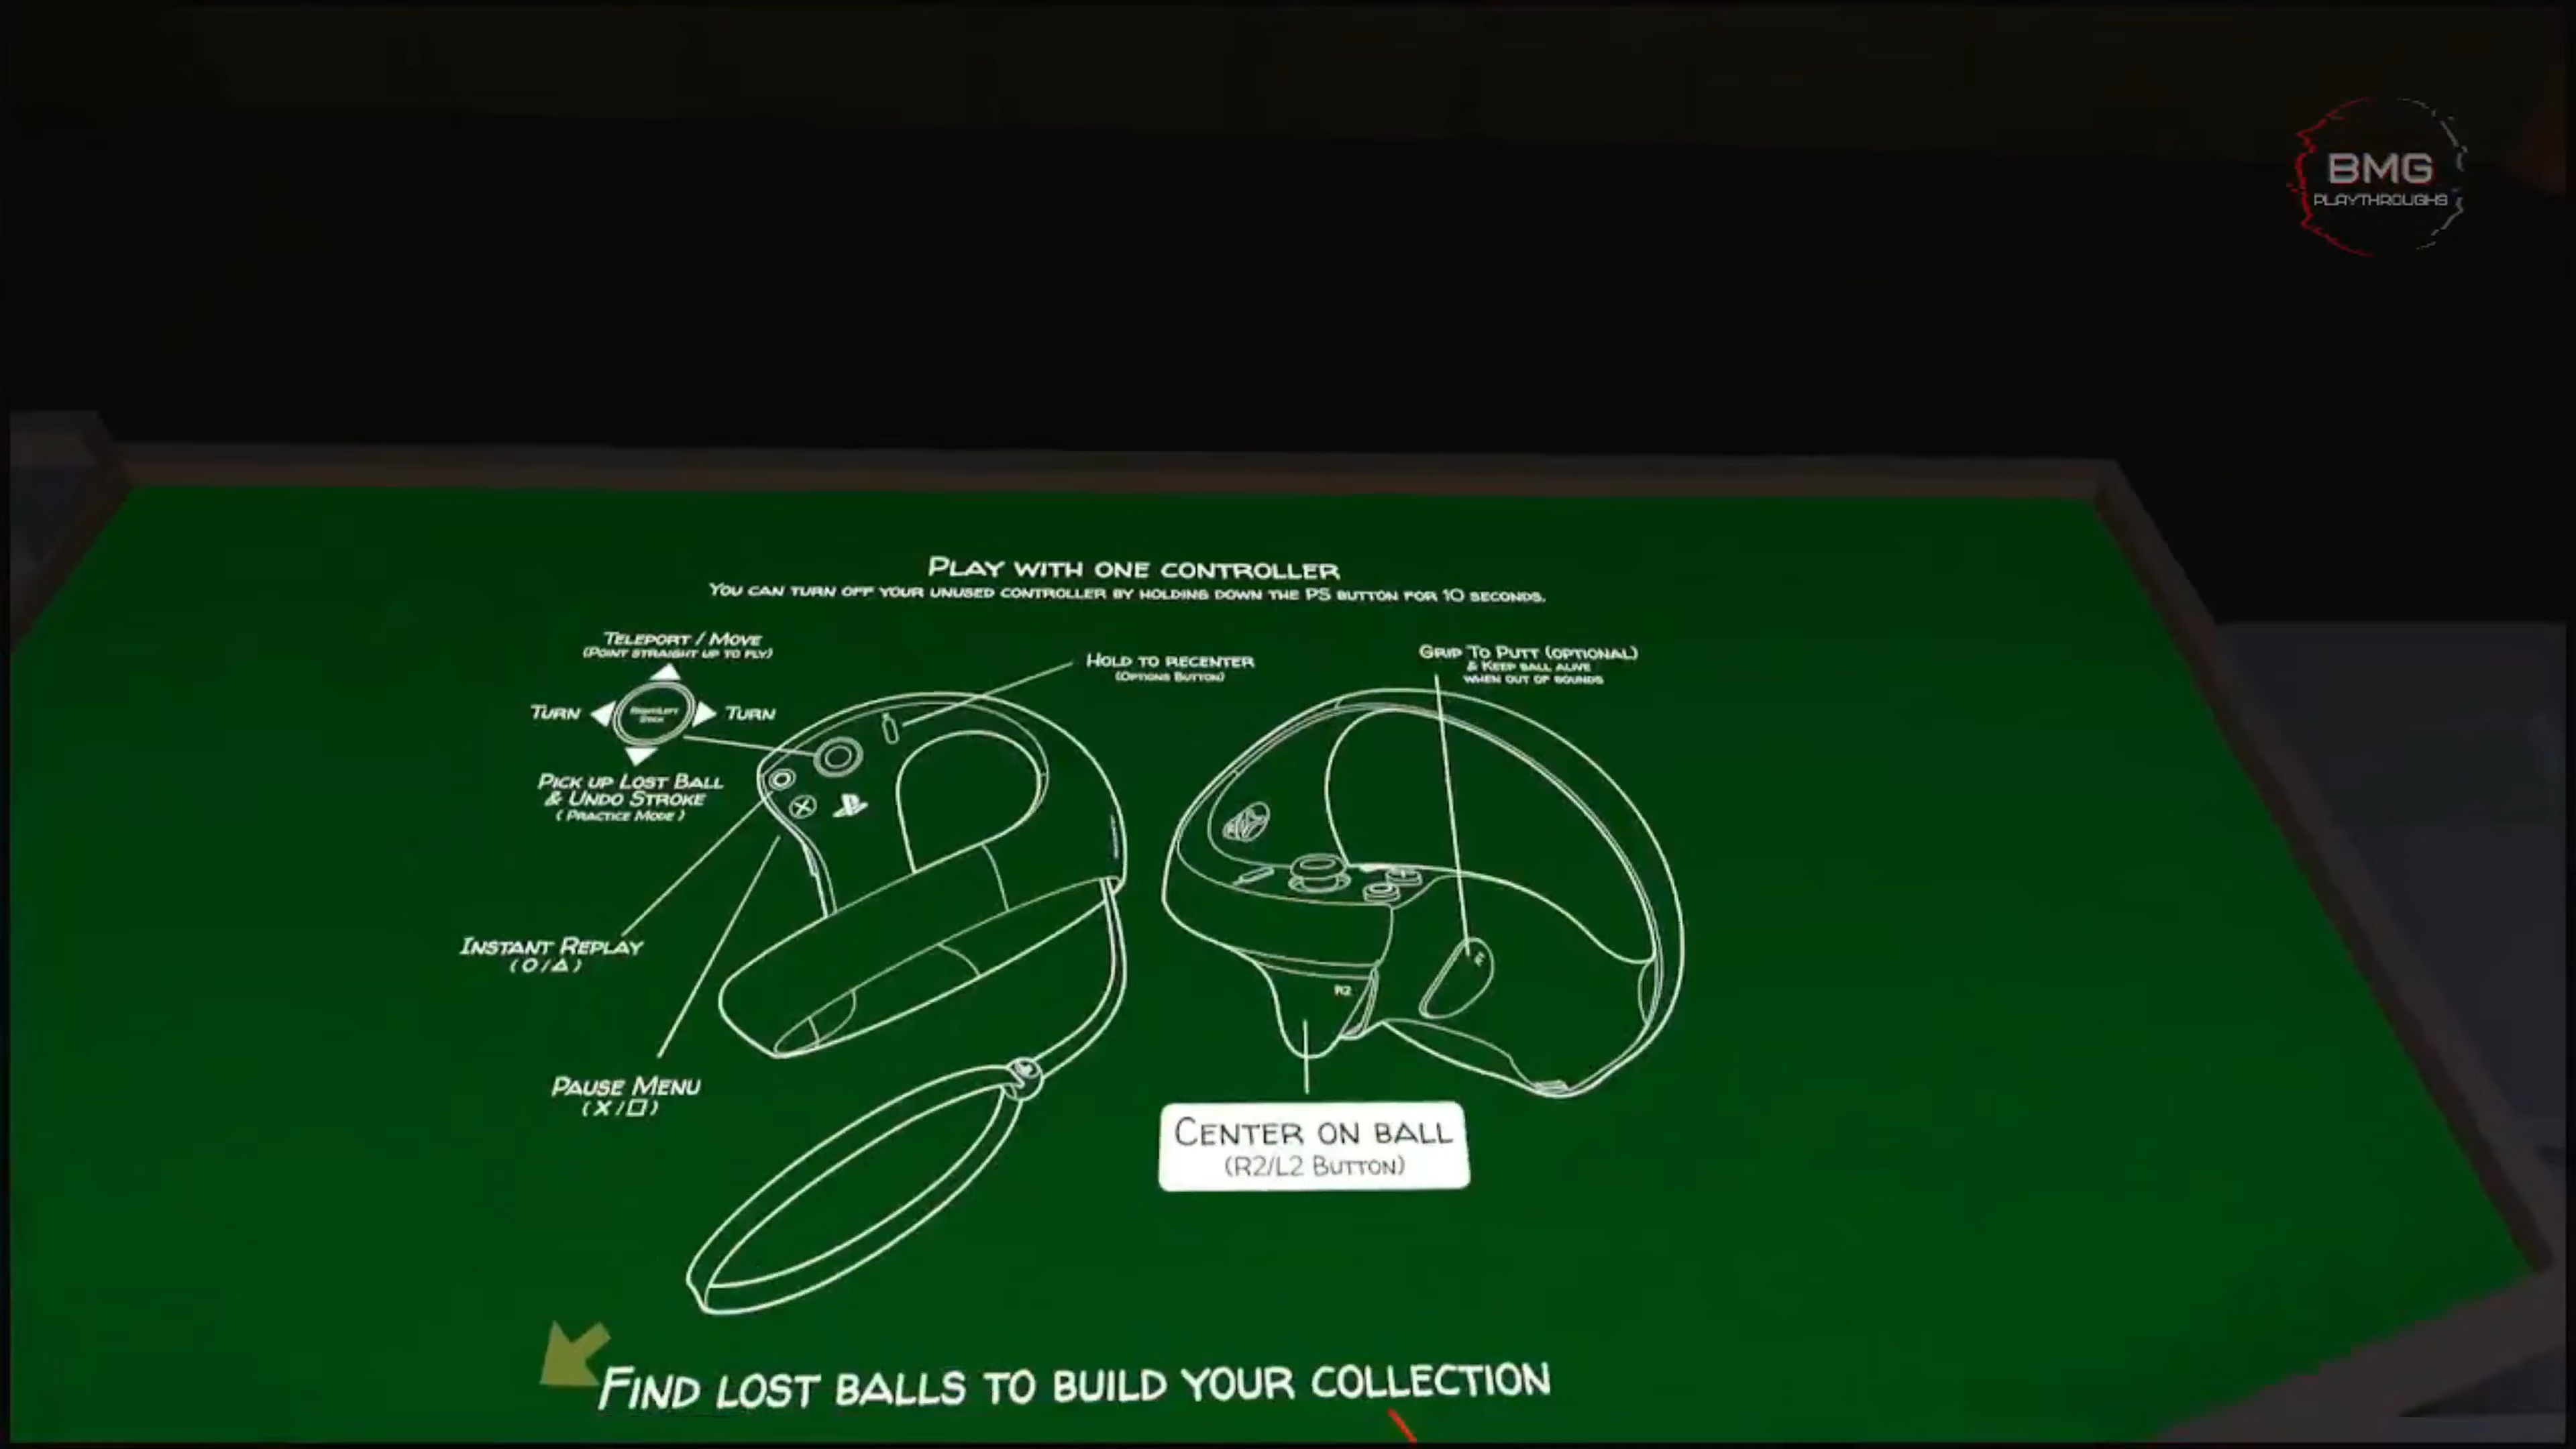 BMG
PLAYTHROUGHS
PLAY WITH ONE CONTROLLER
YOU CAN TURN OFF YOUR UNUSED CONTROLLER BY HOLDING DOWN THE PS BUTTON FOR 10 SECONDS.
TELEPORT / MOVE
(POINT STRAIGHT UP TO FLY)
TURN
TURN
PICK UP LOST BALL
& UNDO STROKE
( PRACTICE MODE )
HOLD TO RECENTER
(OPTIONS BUTTON)
GRIP TO PUTT (OPTIONAL)
& KEEP BALL ALIVE
WHEN OUT OF BOUNDS
INSTANT REPLAY
(O/△)
R1
R2
PAUSE MENU
(X/□)
CENTER ON BALL
(R2/L2 BUTTON)
FIND LOST BALLS TO BUILD YOUR COLLECTION